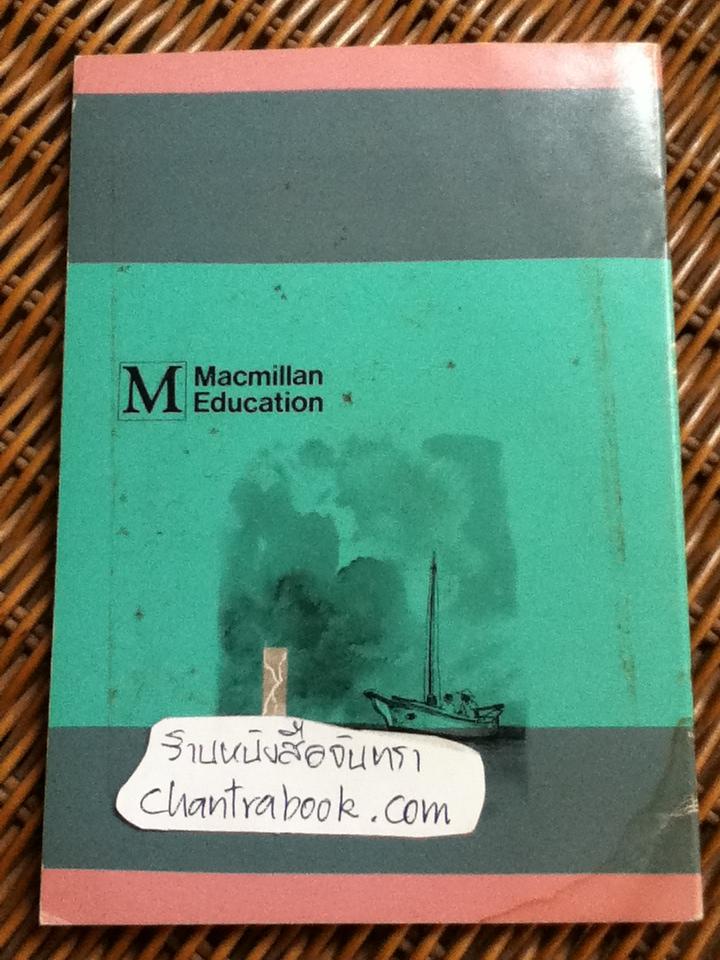 M Macmillan
Education
ร้านหนังสือจันทรา
chantrabook.com